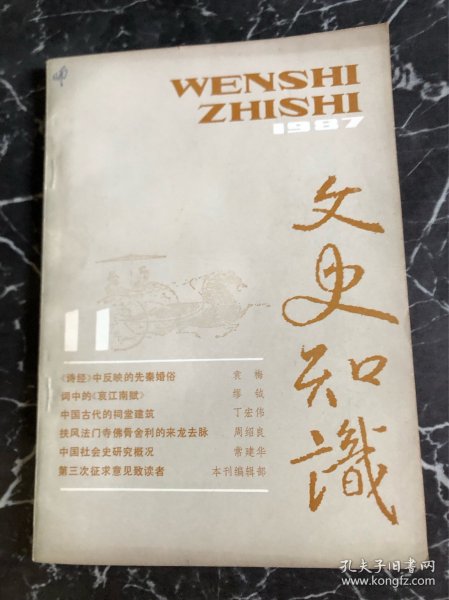 WENSHI
ZHISHI
1987
文史知識
11
《诗经》中反映的先秦婚俗 袁梅
词中的《哀江南赋》 缪钺
中国古代的祠堂建筑 丁宏伟
扶风法门寺佛骨舍利的来龙去脉 周绍良
中国社会史研究概况 常建华
第三次征求意见致读者 本刊编辑部
孔夫子旧书网
www.kongfz.com